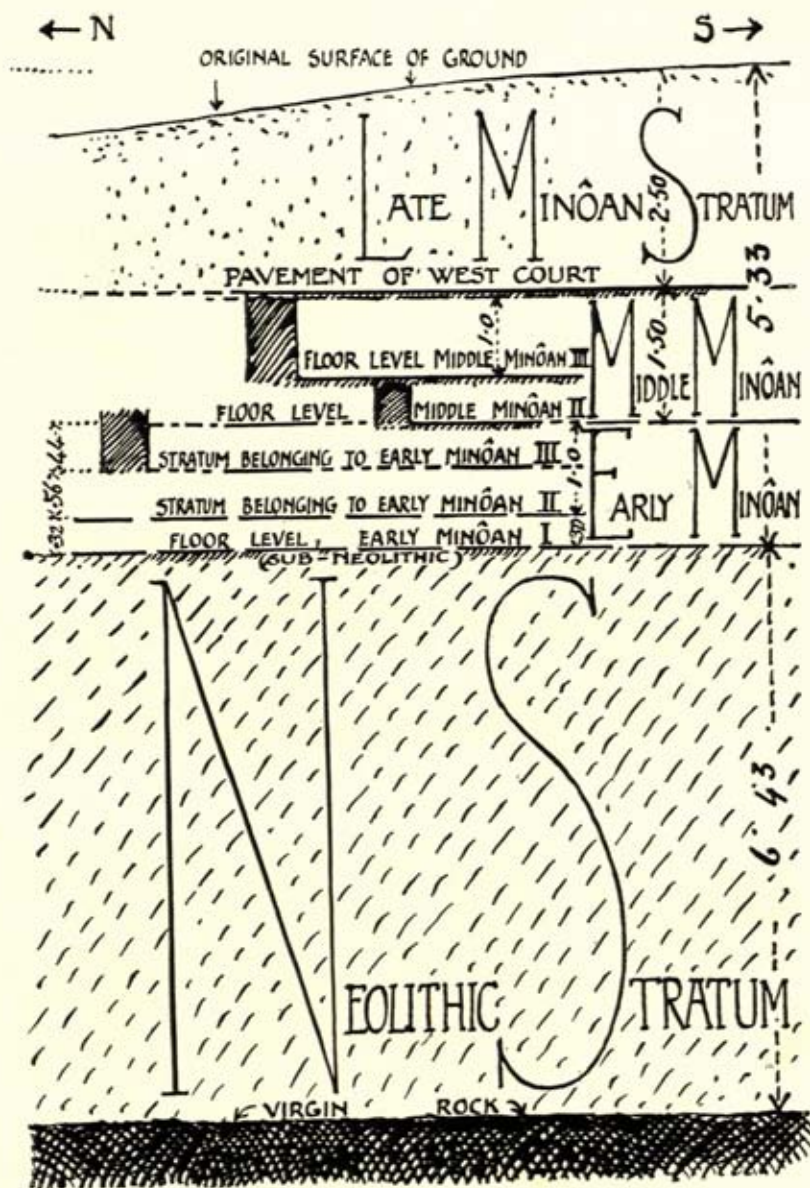 ← N S →
ORIGINAL SURFACE OF GROUND
LATE MINÔAN STRATUM
2·50
5·33
PAVEMENT OF WEST COURT
1·0
1·50
FLOOR LEVEL MIDDLE MINÔAN III
MIDDLE MINÔAN
FLOOR LEVEL MIDDLE MINÔAN II
STRATUM BELONGING TO EARLY MINÔAN III
1·0
EARLY MINÔAN
STRATUM BELONGING TO EARLY MINÔAN II
·32 ·56 ·44
FLOOR LEVEL, EARLY MINÔAN I
(SUB-NEOLITHIC)
6·43
NEOLITHIC STRATUM
VIRGIN ROCK